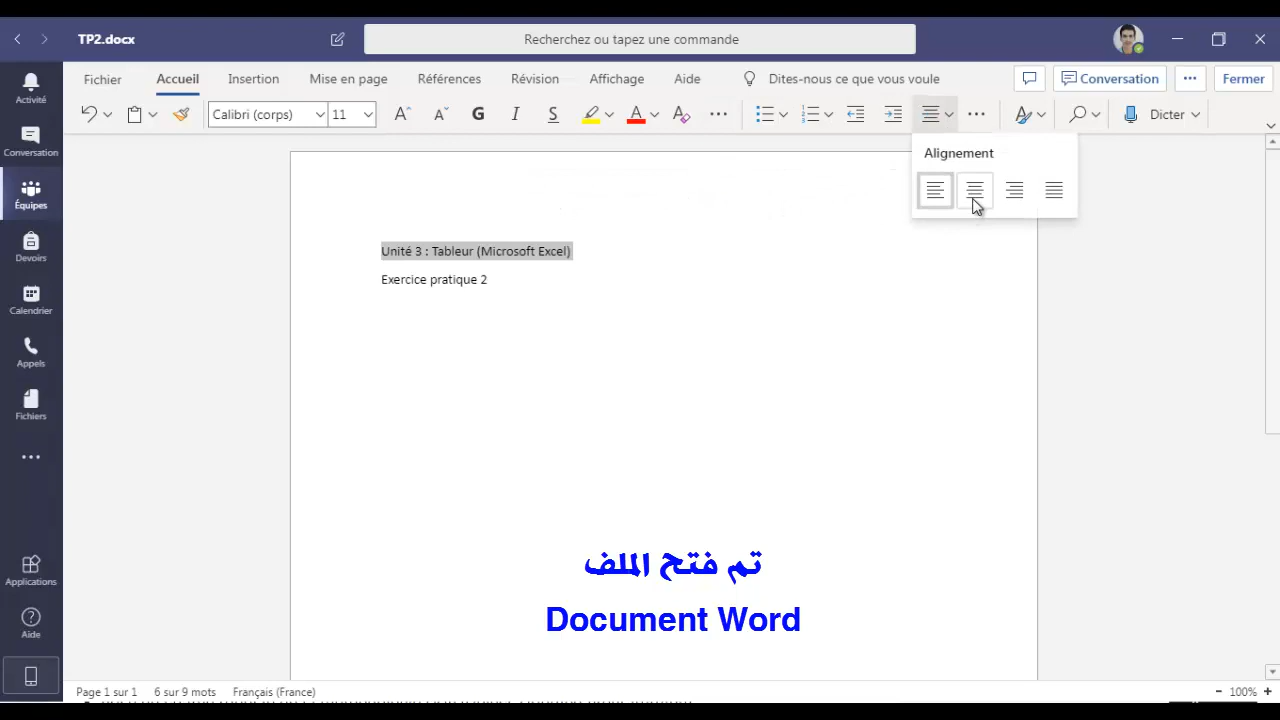 TP2.docx
Recherchez ou tapez une commande
Fichier Accueil Insertion Mise en page Références Révision Affichage Aide Dites-nous ce que vous voule Conversation Fermer
Calibri (corps) 11 G I S Dicter
Alignement
Activité
Conversation
Équipes
Devoirs
Calendrier
Appels
Fichiers
Applications
Aide
Unité 3 : Tableur (Microsoft Excel)
Exercice pratique 2
تم فتح الملف
Document Word
Page 1 sur 1 6 sur 9 mots Français (France) 100%